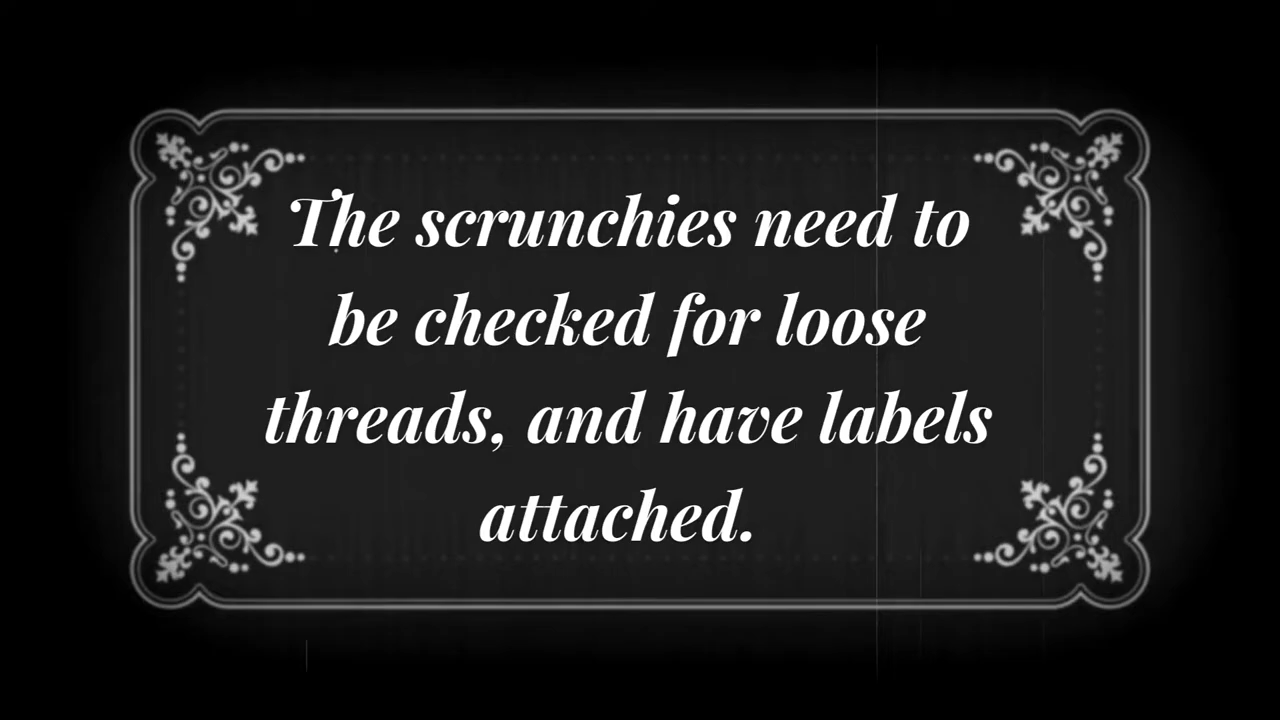 The scrunchies need to
be checked for loose
threads, and have labels
attached.